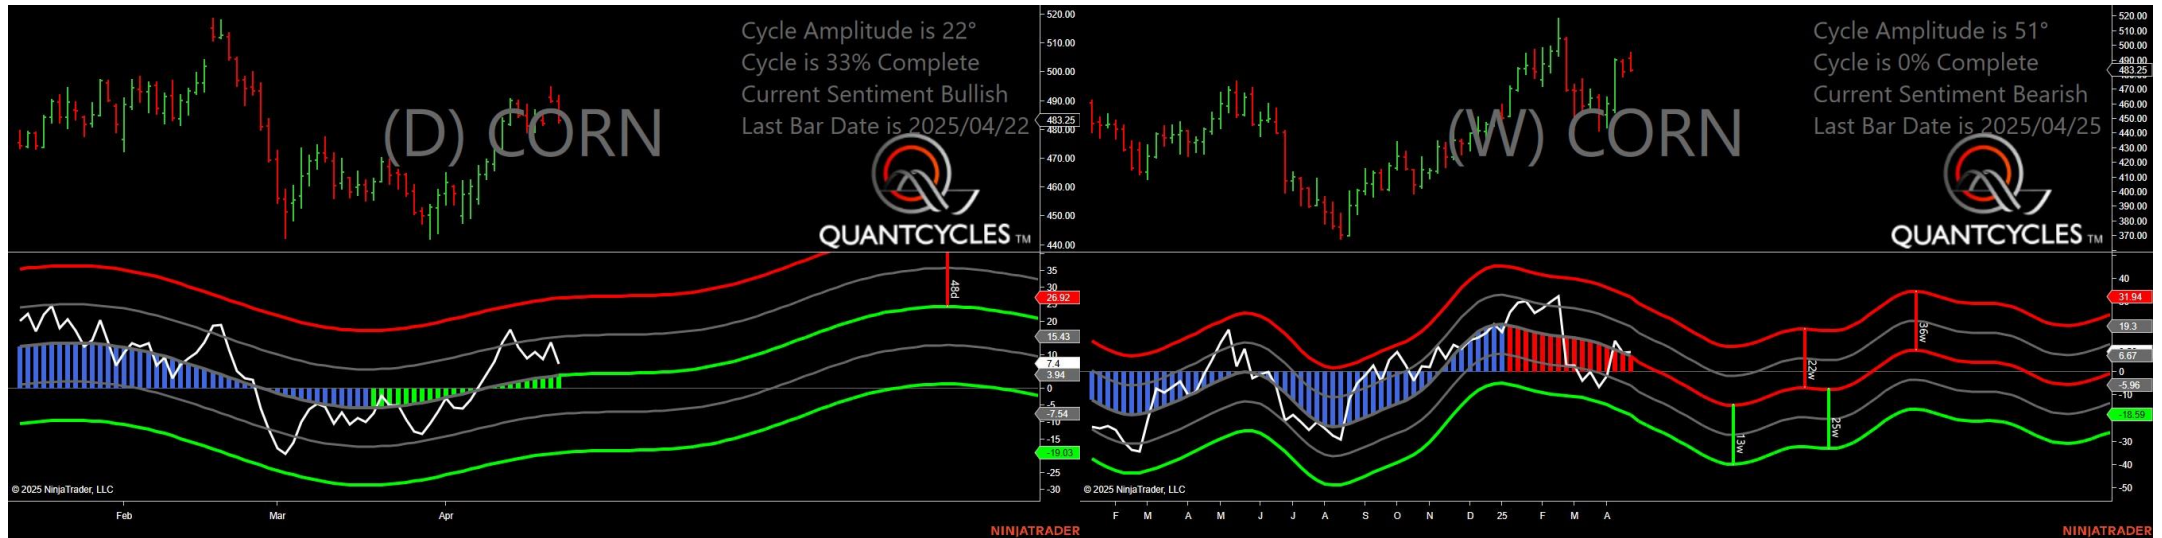 Cycle Amplitude is 22°
Cycle is 33% Complete
Current Sentiment Bullish
Last Bar Date is 2025/04/22
(D) CORN
QUANTCYCLES TM
520.00
510.00
500.00
490.00
483.25
480.00
470.00
460.00
450.00
440.00
48d
35
30
26.92
20
15.43
10
7.4
3.94
0
-5
-7.54
-10
-15
-19.03
-25
-30
© 2025 NinjaTrader, LLC
Feb Mar Apr
NINJATRADER
Cycle Amplitude is 51°
Cycle is 0% Complete
Current Sentiment Bearish
Last Bar Date is 2025/04/25
(W) CORN
QUANTCYCLES TM
520.00
510.00
500.00
490.00
483.25
470.00
460.00
450.00
440.00
430.00
420.00
410.00
400.00
390.00
380.00
370.00
13w
22w
25w
36w
40
31.94
19.3
6.67
0
-5.96
-10
-18.59
-30
-40
-50
© 2025 NinjaTrader, LLC
F M A M J J A S O N D 25 F M A
NINJATRADER